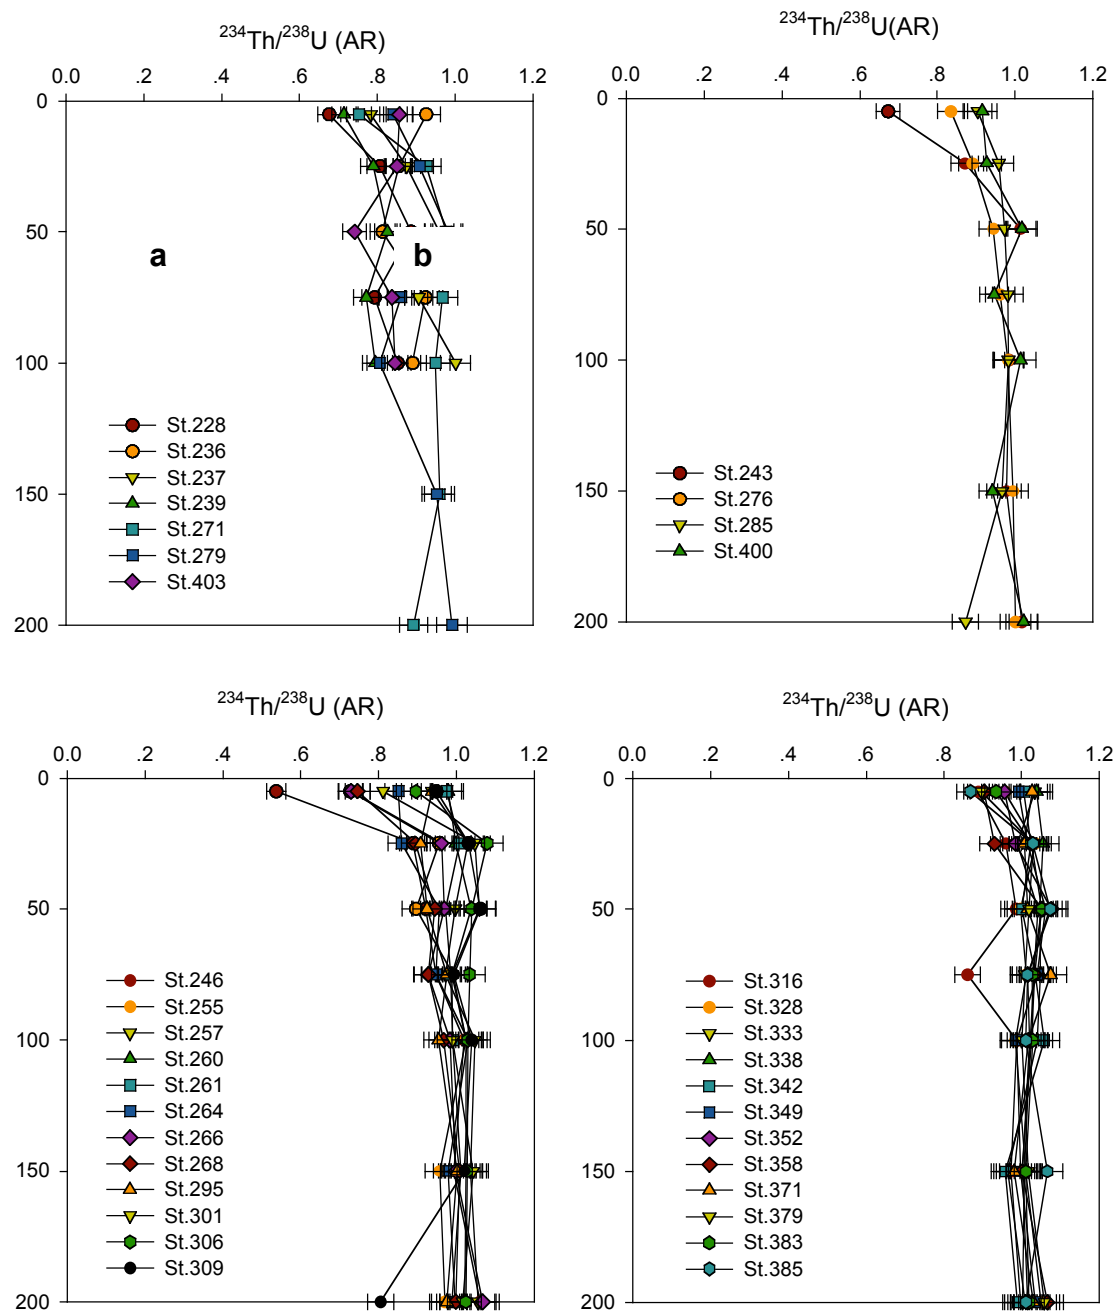 234Th/238U (AR)
0.0 .2 .4 .6 .8 1.0 1.2
0
50
100
150
200
a
b
St.228
St.236
St.237
St.239
St.271
St.279
St.403
234Th/238U(AR)
0.0 .2 .4 .6 .8 1.0 1.2
0
50
100
150
200
St.243
St.276
St.285
St.400
234Th/238U (AR)
0.0 .2 .4 .6 .8 1.0 1.2
0
50
100
150
200
St.246
St.255
St.257
St.260
St.261
St.264
St.266
St.268
St.295
St.301
St.306
St.309
234Th/238U (AR)
0.0 .2 .4 .6 .8 1.0 1.2
0
50
100
150
200
St.316
St.328
St.333
St.338
St.342
St.349
St.352
St.358
St.371
St.379
St.383
St.385